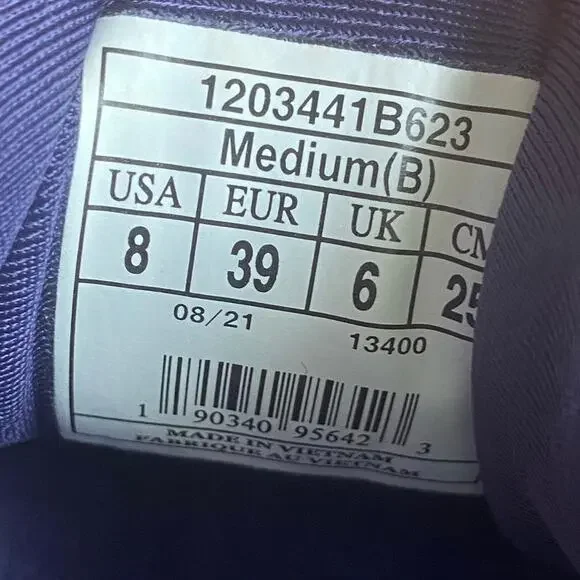 1203441B623
Medium(B)
USA EUR UK CM
8 39 6 25
08/21 13400
1 90340 95642 3
MADE IN VIETNAM
FABRIQUE AU VIETNAM